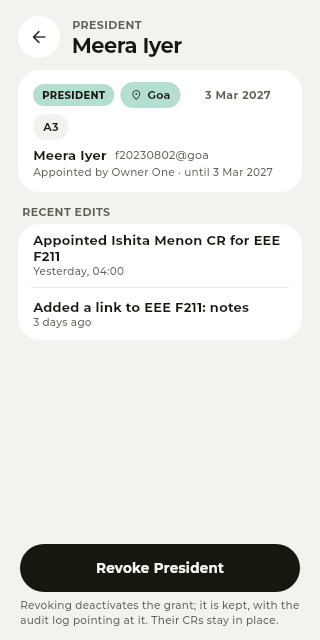 PRESIDENT
Meera Iyer
PRESIDENT Goa 3 Mar 2027
A3
Meera Iyer f20230802@goa
Appointed by Owner One · until 3 Mar 2027
RECENT EDITS
Appointed Ishita Menon CR for EEE
F211
Yesterday, 04:00
Added a link to EEE F211: notes
3 days ago
Revoke President
Revoking deactivates the grant; it is kept, with the
audit log pointing at it. Their CRs stay in place.